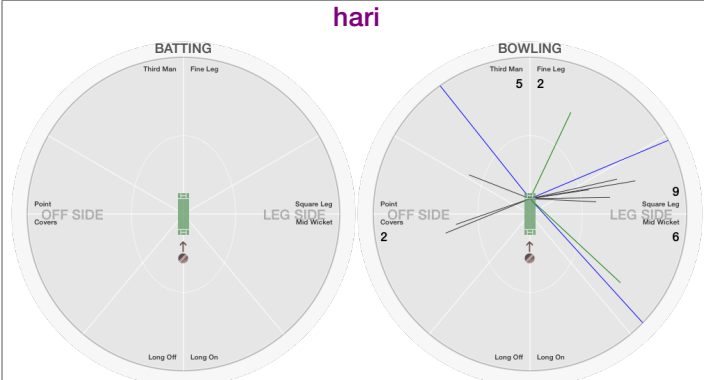 hari
BATTING
Third Man Fine Leg
Point
OFF SIDE
Covers
Square Leg
LEG SIDE
Mid Wicket
Long Off Long On
BOWLING
Third Man Fine Leg
5 2
Point
OFF SIDE
Covers
2
9
Square Leg
LEG SIDE
Mid Wicket
6
Long Off Long On